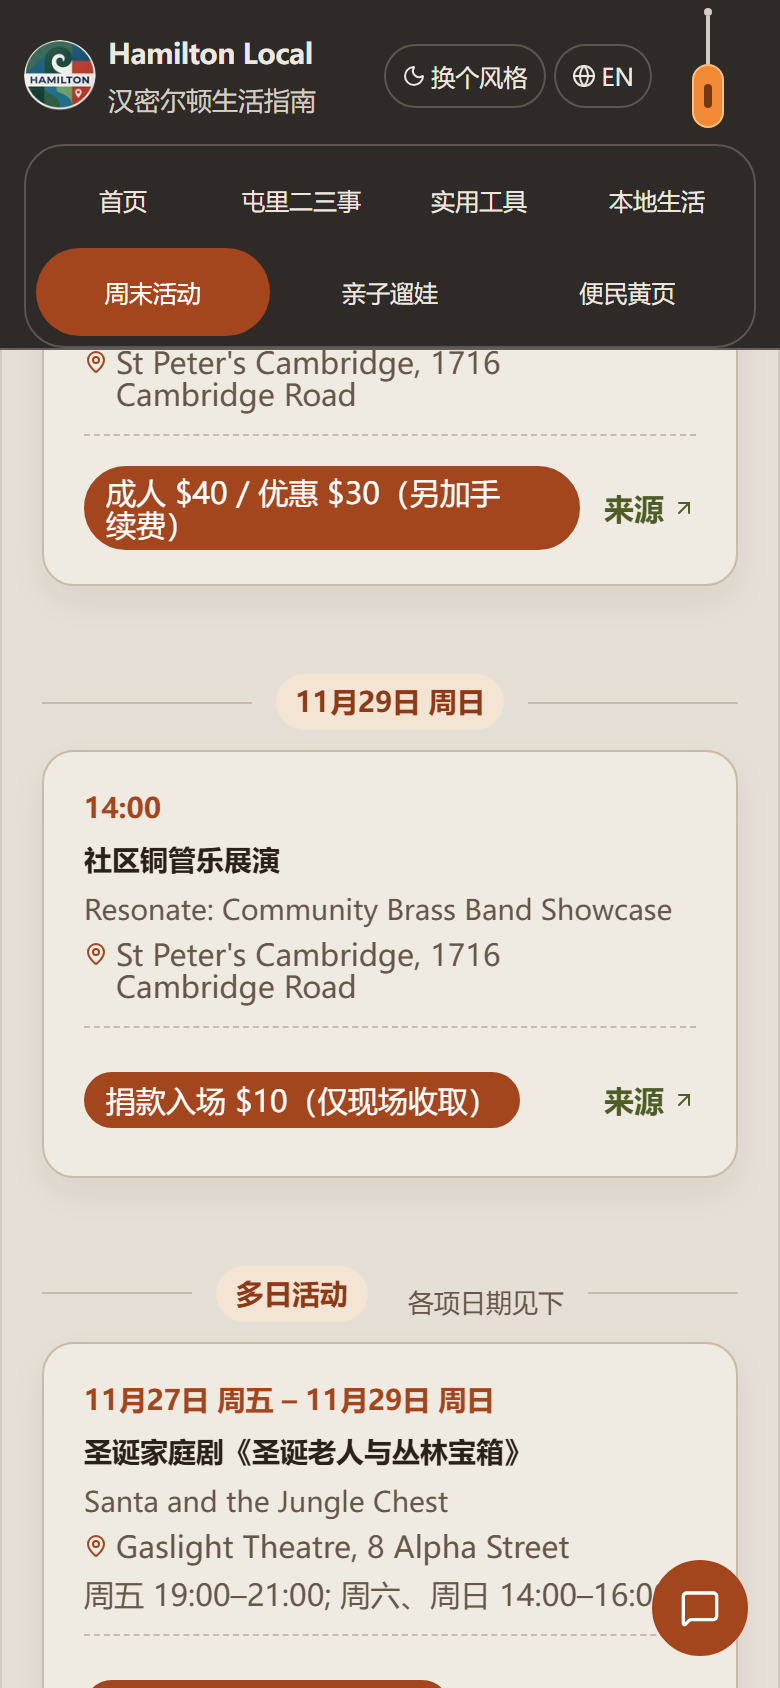 HAMILTON
Hamilton Local
汉密尔顿生活指南
换个风格
EN
首页
屯里二三事
实用工具
本地生活
周末活动
亲子遛娃
便民黄页
St Peter's Cambridge, 1716
Cambridge Road
成人 $40 / 优惠 $30（另加手
续费）
来源
11月29日 周日
14:00
社区铜管乐展演
Resonate: Community Brass Band Showcase
St Peter's Cambridge, 1716
Cambridge Road
捐款入场 $10（仅现场收取）
来源
多日活动
各项日期见下
11月27日 周五 – 11月29日 周日
圣诞家庭剧《圣诞老人与丛林宝箱》
Santa and the Jungle Chest
Gaslight Theatre, 8 Alpha Street
周五 19:00–21:00; 周六、周日 14:00–16:0